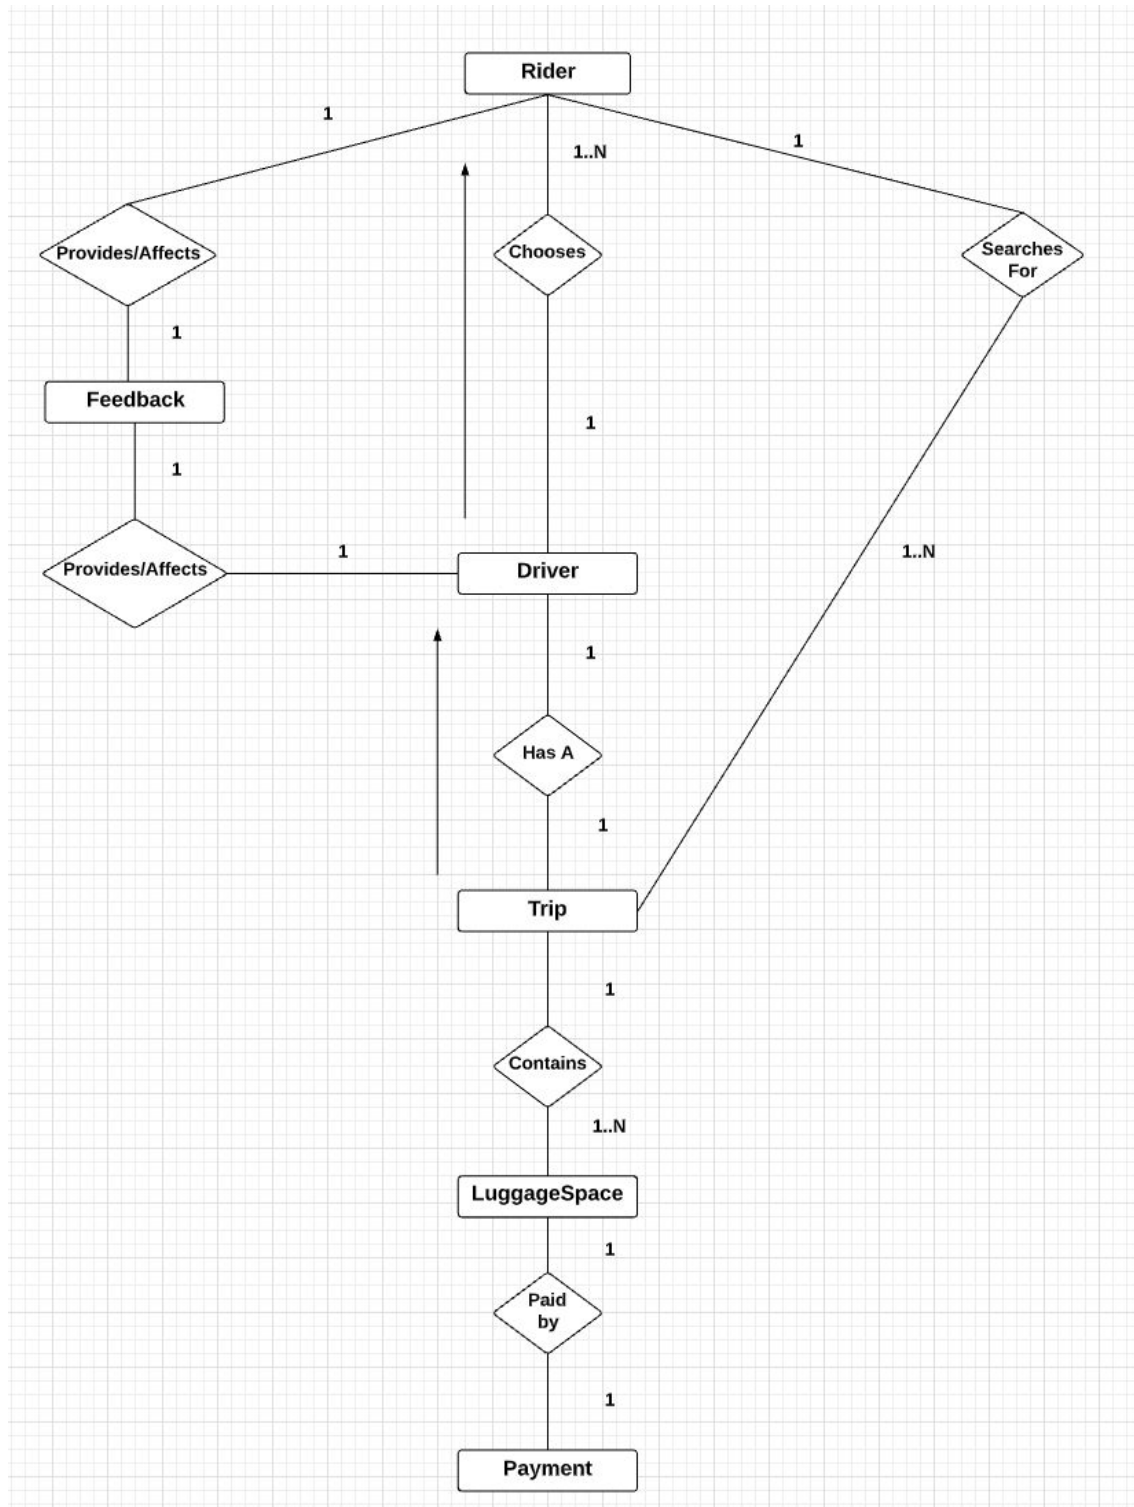 Rider
1
1..N
1
Provides/Affects
Chooses
Searches
For
1
Feedback
1
1
1..N
Provides/Affects
1
Driver
1
Has A
1
Trip
1
Contains
1..N
LuggageSpace
1
Paid
by
1
Payment